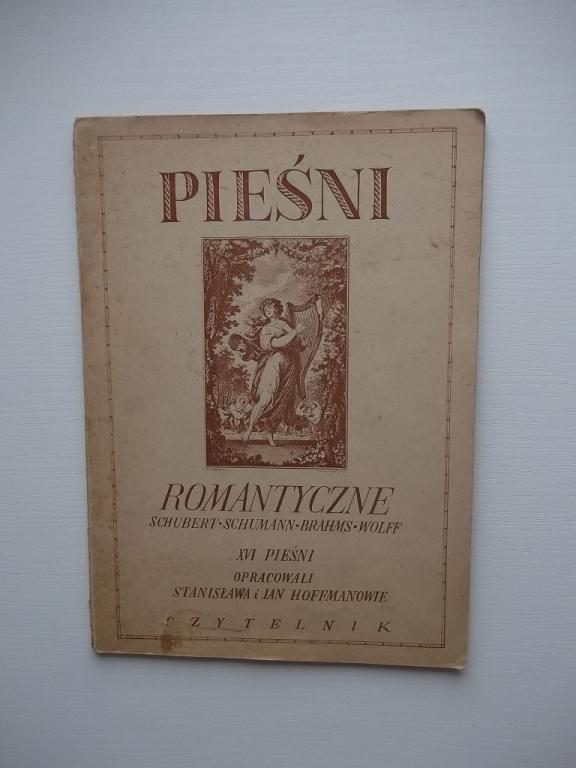 PIEŚNI
ROMANTYCZNE
SCHUBERT • SCHUMANN • BRAHMS • WOLFF
XVI PIEŚNI
OPRACOWALI
STANISŁAWA i JAN HOFFMANOWIE
CZYTELNIK